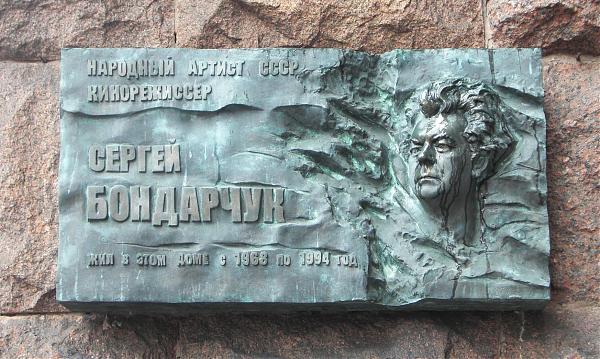 НАРОДНЫЙ АРТИСТ СССР
КИНОРЕЖИССЕР
СЕРГЕЙ
БОНДАРЧУК
ЖИЛ В ЭТОМ ДОМЕ С 1968 ПО 1994 ГОД